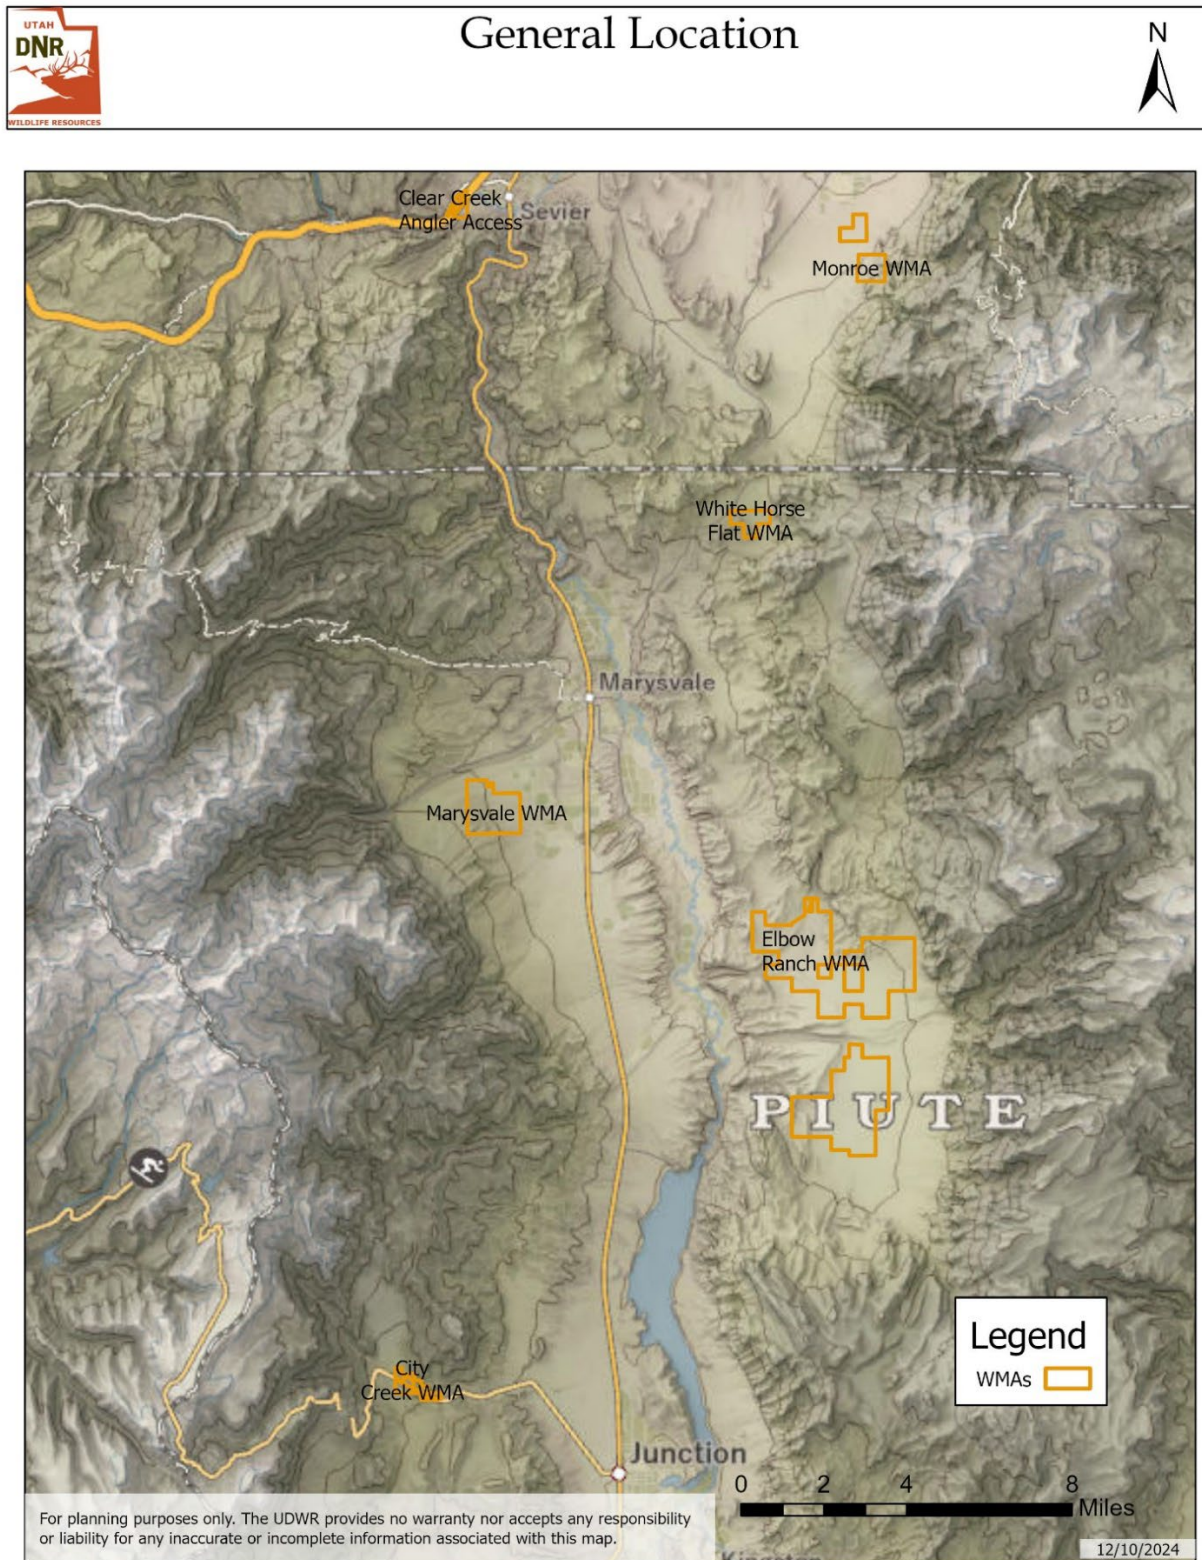 UTAH
DNR
WILDLIFE RESOURCES
General Location
N
Clear Creek
Angler Access
Sevier
Monroe WMA
White Horse
Flat WMA
Marysvale
Marysvale WMA
Elbow
Ranch WMA
PIUTE
Legend
WMAs
City
Creek WMA
Junction
0 2 4 8
Miles
For planning purposes only. The UDWR provides no warranty nor accepts any responsibility
or liability for any inaccurate or incomplete information associated with this map.
Kingston
12/10/2024